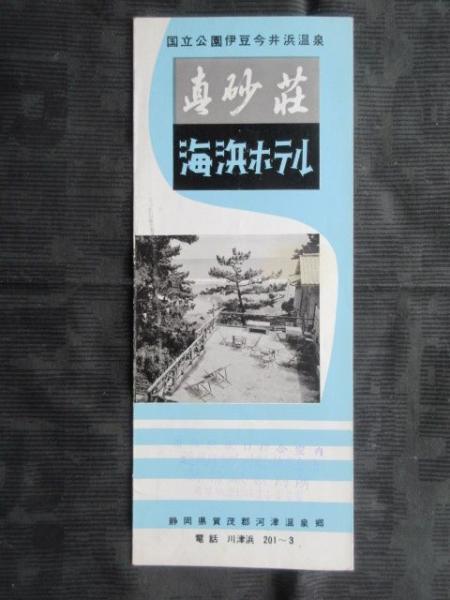 国立公園伊豆今井浜温泉
真砂荘
海浜ホテル
静岡県賀茂郡河津温泉郷
電話 川津浜 201〜3